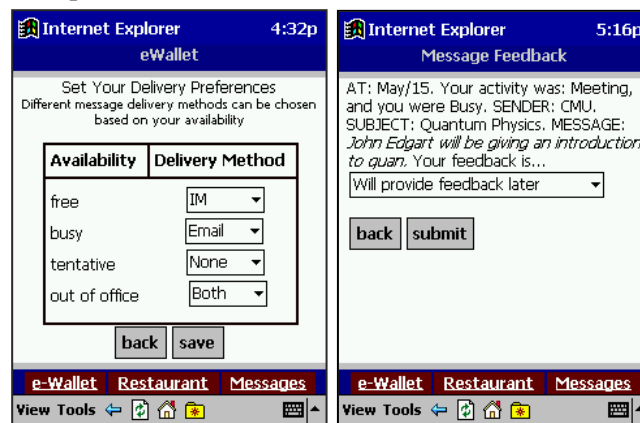 Internet Explorer 4:32p
eWallet
Set Your Delivery Preferences
Different message delivery methods can be chosen
based on your availability
Availability Delivery Method
free IM
busy Email
tentative None
out of office Both
back save
e-Wallet Restaurant Messages
View Tools
Internet Explorer 5:16p
Message Feedback
AT: May/15. Your activity was: Meeting,
and you were Busy. SENDER: CMU.
SUBJECT: Quantum Physics. MESSAGE:
John Edgart will be giving an introduction
to quan. Your feedback is...
Will provide feedback later
back submit
e-Wallet Restaurant Messages
View Tools